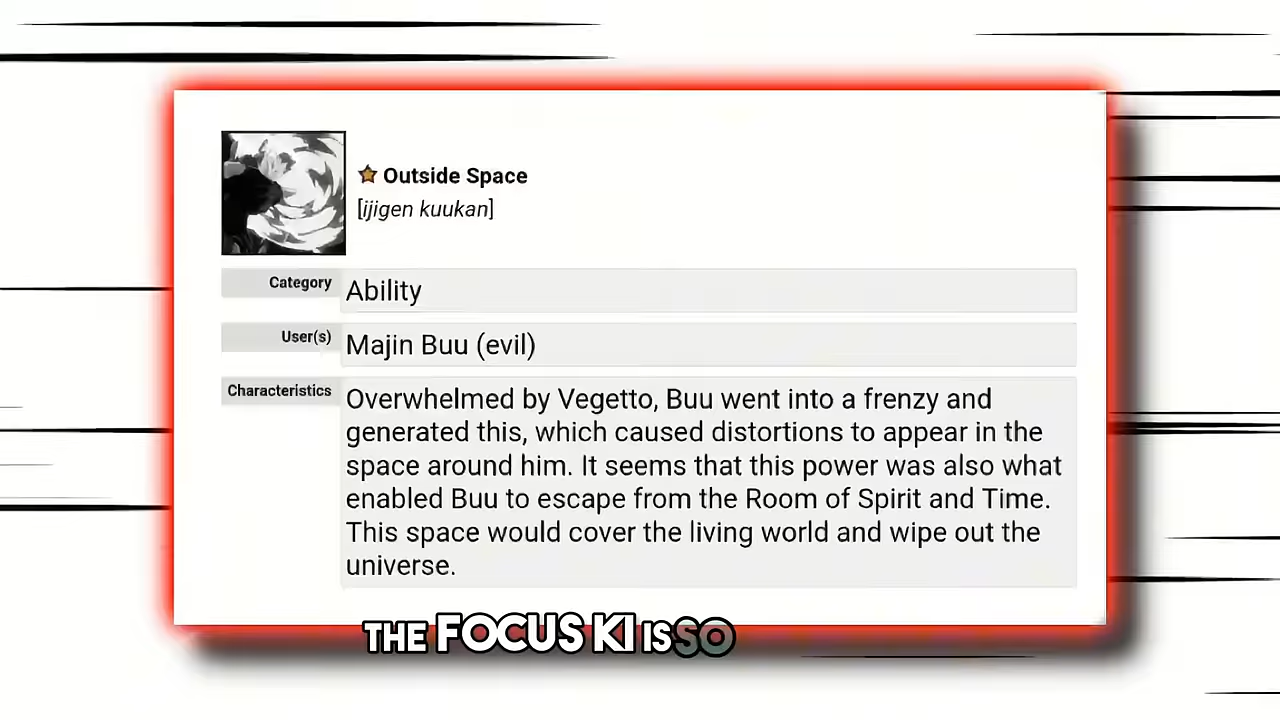 Outside Space
[ijigen kuukan]
Category
Ability
User(s)
Majin Buu (evil)
Characteristics
Overwhelmed by Vegetto, Buu went into a frenzy and
generated this, which caused distortions to appear in the
space around him. It seems that this power was also what
enabled Buu to escape from the Room of Spirit and Time.
This space would cover the living world and wipe out the
universe.
THE FOCUS KI IS SO